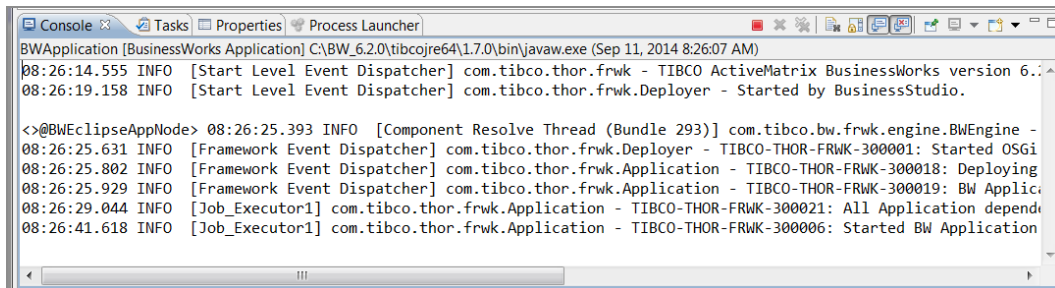 Console Tasks Properties Process Launcher
BWApplication [BusinessWorks Application] C:\BW_6.2.0\tibcojre64\1.7.0\bin\javaw.exe (Sep 11, 2014 8:26:07 AM)
08:26:14.555 INFO [Start Level Event Dispatcher] com.tibco.thor.frwk - TIBCO ActiveMatrix BusinessWorks version 6.
08:26:19.158 INFO [Start Level Event Dispatcher] com.tibco.thor.frwk.Deployer - Started by BusinessStudio.
<>@BWEclipseAppNode> 08:26:25.393 INFO [Component Resolve Thread (Bundle 293)] com.tibco.bw.frwk.engine.BWEngine -
08:26:25.631 INFO [Framework Event Dispatcher] com.tibco.thor.frwk.Deployer - TIBCO-THOR-FRWK-300001: Started OSGi
08:26:25.802 INFO [Framework Event Dispatcher] com.tibco.thor.frwk.Application - TIBCO-THOR-FRWK-300018: Deploying
08:26:25.929 INFO [Framework Event Dispatcher] com.tibco.thor.frwk.Application - TIBCO-THOR-FRWK-300019: BW Applic
08:26:29.044 INFO [Job_Executor1] com.tibco.thor.frwk.Application - TIBCO-THOR-FRWK-300021: All Application depend
08:26:41.618 INFO [Job_Executor1] com.tibco.thor.frwk.Application - TIBCO-THOR-FRWK-300006: Started BW Application